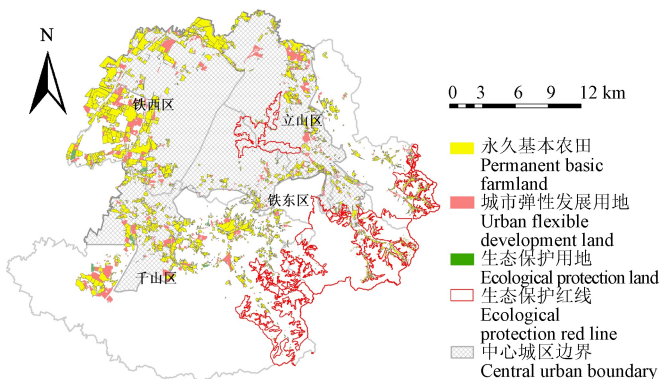 N
铁西区
立山区
铁东区
千山区
0 3 6 9 12 km
永久基本农田
Permanent basic
farmland
城市弹性发展用地
Urban flexible
development land
生态保护用地
Ecological protection land
生态保护红线
Ecological
protection red line
中心城区边界
Central urban boundary